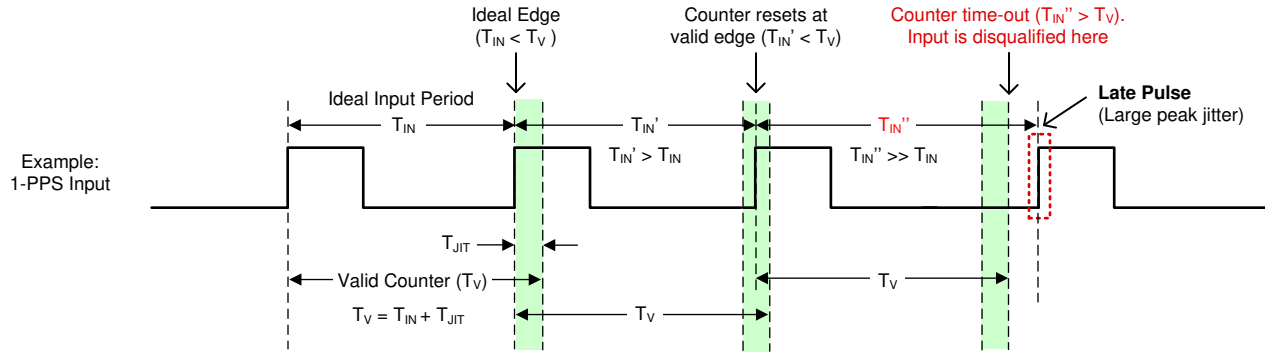 Ideal Edge
(TIN < TV )
Counter resets at
valid edge (TIN' < TV)
Counter time-out (TIN'' > TV).
Input is disqualified here
Ideal Input Period
Late Pulse
(Large peak jitter)
TIN
TIN'
TIN''
Example:
1-PPS Input
TIN' > TIN
TIN'' >> TIN
TJIT
Valid Counter (TV)
TV
TV = TIN + TJIT
TV